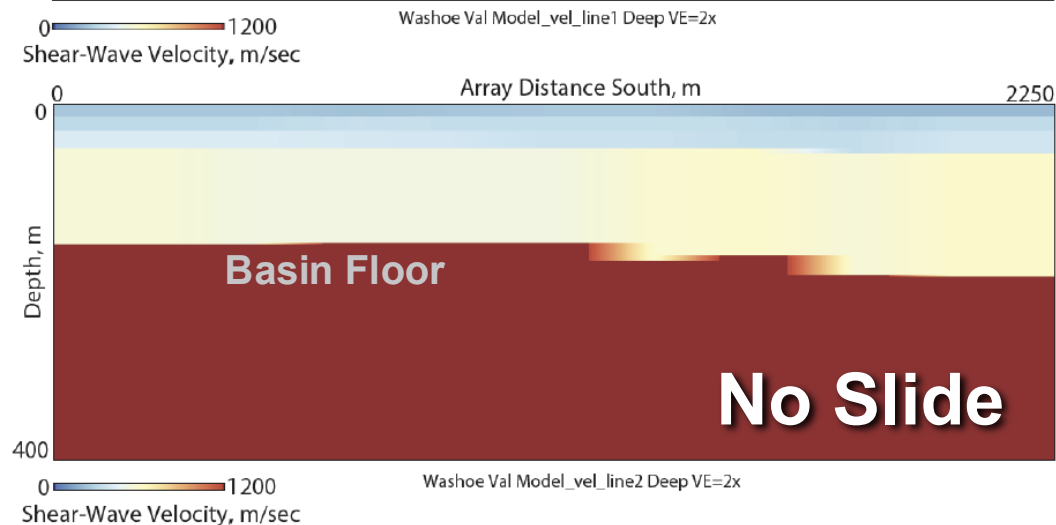 Washoe Val Model_vel_line1 Deep VE=2x
0 1200
Shear-Wave Velocity, m/sec
Array Distance South, m
0 2250
0
Depth, m
Basin Floor
No Slide
400
Washoe Val Model_vel_line2 Deep VE=2x
0 1200
Shear-Wave Velocity, m/sec